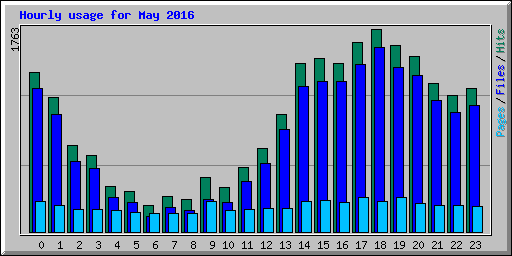 Hourly usage for May 2016
1763
Pages/Files/Hits
0 1 2 3 4 5 6 7 8 9 10 11 12 13 14 15 16 17 18 19 20 21 22 23